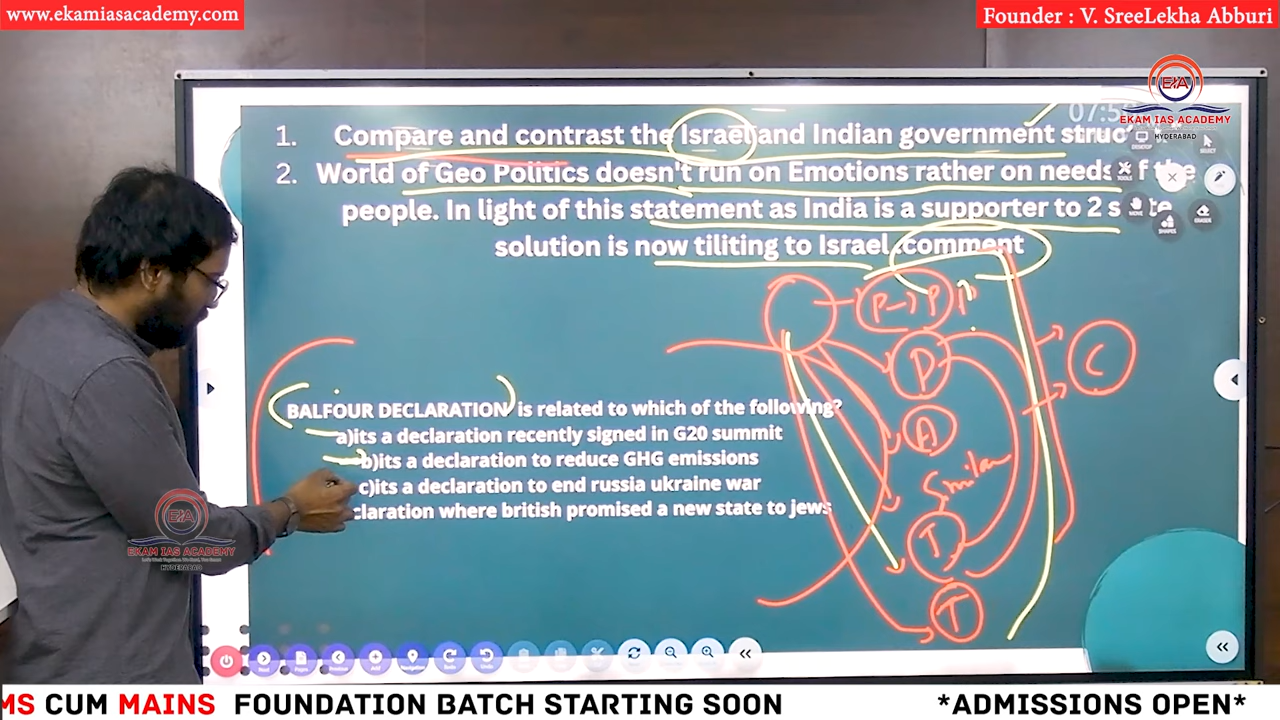 www.ekamiasacademy.com
Founder : V. SreeLekha Abburi
EKAM IAS ACADEMY
HYDERABAD
1. Compare and contrast the Israel and Indian government
2. World of Geo Politics doesn't run on Emotions rather on needs of the
people. In light of this statement as India is a supporter to 2
solution is now tiliting to Israel .comment
P→P
D
C
A
Similar
T
T
BALFOUR DECLARATION is related to which of the following?
a)its a declaration recently signed in G20 summit
b)its a declaration to reduce GHG emissions
c)its a declaration to end russia ukraine war
where british promised a new state to jews
EKAM IAS ACADEMY
HYDERABAD
MS CUM MAINS FOUNDATION BATCH STARTING SOON *ADMISSIONS OPEN*